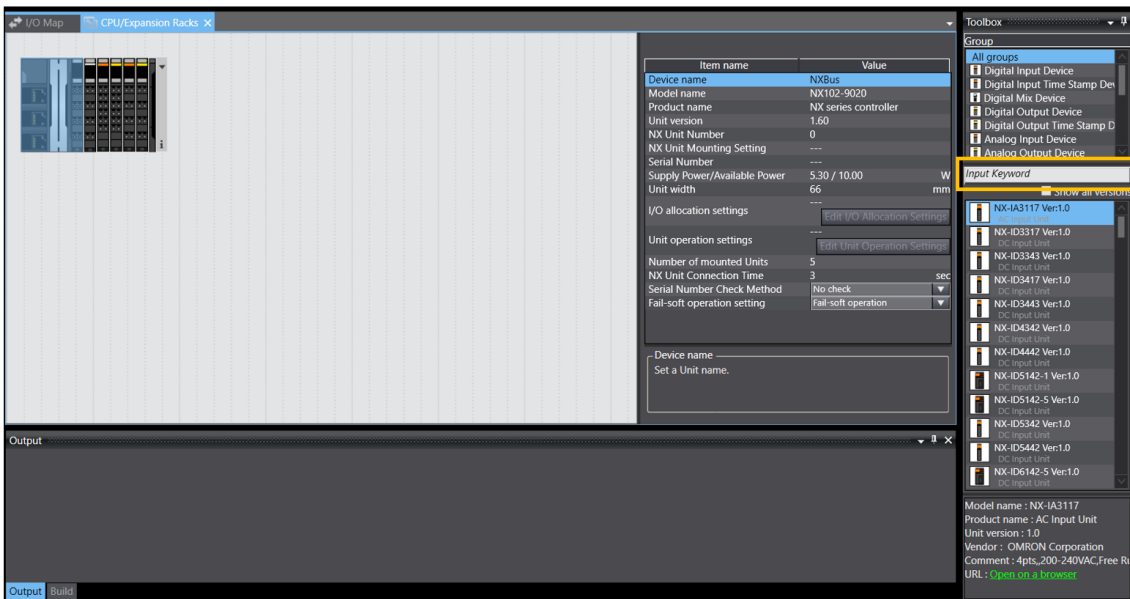 I/O Map
CPU/Expansion Racks
Item name Value
Device name NXBus
Model name NX102-9020
Product name NX series controller
Unit version 1.60
NX Unit Number 0
NX Unit Mounting Setting ---
Serial Number ---
Supply Power/Available Power 5.30 / 10.00 W
Unit width 66 mm
I/O allocation settings ---
Edit I/O Allocation Settings
Unit operation settings ---
Edit Unit Operation Settings
Number of mounted Units 5
NX Unit Connection Time 3 sec
Serial Number Check Method No check
Fail-soft operation setting Fail-soft operation
Device name
Set a Unit name.
Output
Output Build
Toolbox
Group
All groups
Digital Input Device
Digital Input Time Stamp Dev
Digital Mix Device
Digital Output Device
Digital Output Time Stamp D
Analog Input Device
Analog Output Device
Input Keyword
Show all versions
NX-IA3117 Ver:1.0
AC Input Unit
NX-ID3317 Ver:1.0
DC Input Unit
NX-ID3343 Ver:1.0
DC Input Unit
NX-ID3417 Ver:1.0
DC Input Unit
NX-ID3443 Ver:1.0
DC Input Unit
NX-ID4342 Ver:1.0
DC Input Unit
NX-ID4442 Ver:1.0
DC Input Unit
NX-ID5142-1 Ver:1.0
DC Input Unit
NX-ID5142-5 Ver:1.0
DC Input Unit
NX-ID5342 Ver:1.0
DC Input Unit
NX-ID5442 Ver:1.0
DC Input Unit
NX-ID6142-5 Ver:1.0
DC Input Unit
Model name : NX-IA3117
Product name : AC Input Unit
Unit version : 1.0
Vendor : OMRON Corporation
Comment : 4pts,,200-240VAC,Free Ru
URL : Open on a browser